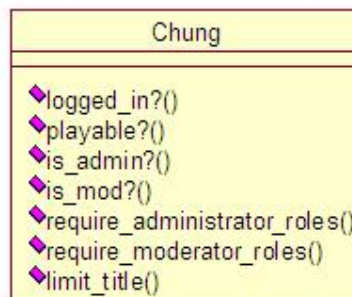 Chung
logged_in?()
playable?()
is_admin?()
is_mod?()
require_administrator_roles()
require_moderator_roles()
limit_title()